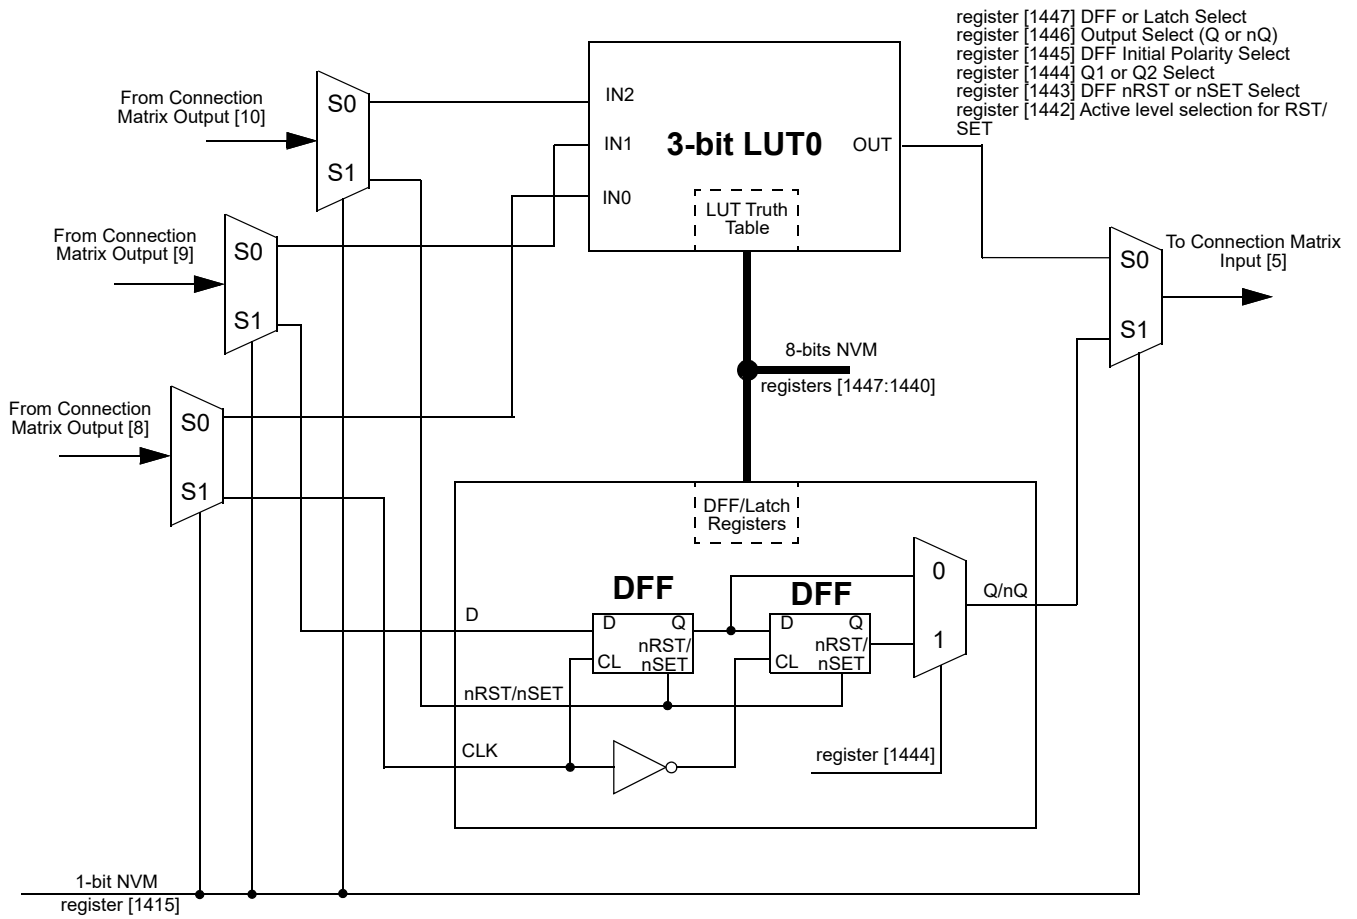 register [1447] DFF or Latch Select
register [1446] Output Select (Q or nQ)
register [1445] DFF Initial Polarity Select
register [1444] Q1 or Q2 Select
register [1443] DFF nRST or nSET Select
register [1442] Active level selection for RST/
SET
From Connection
Matrix Output [10]
S0
S1
IN2
IN1
IN0
3-bit LUT0
OUT
LUT Truth
Table
From Connection
Matrix Output [9]
S0
S1
To Connection Matrix
Input [5]
S0
S1
8-bits NVM
registers [1447:1440]
From Connection
Matrix Output [8]
S0
S1
DFF/Latch
Registers
DFF
DFF
0
1
Q/nQ
D
D
Q
nRST/
nSET
CL
D
Q
nRST/
nSET
CL
nRST/nSET
CLK
register [1444]
1-bit NVM
register [1415]